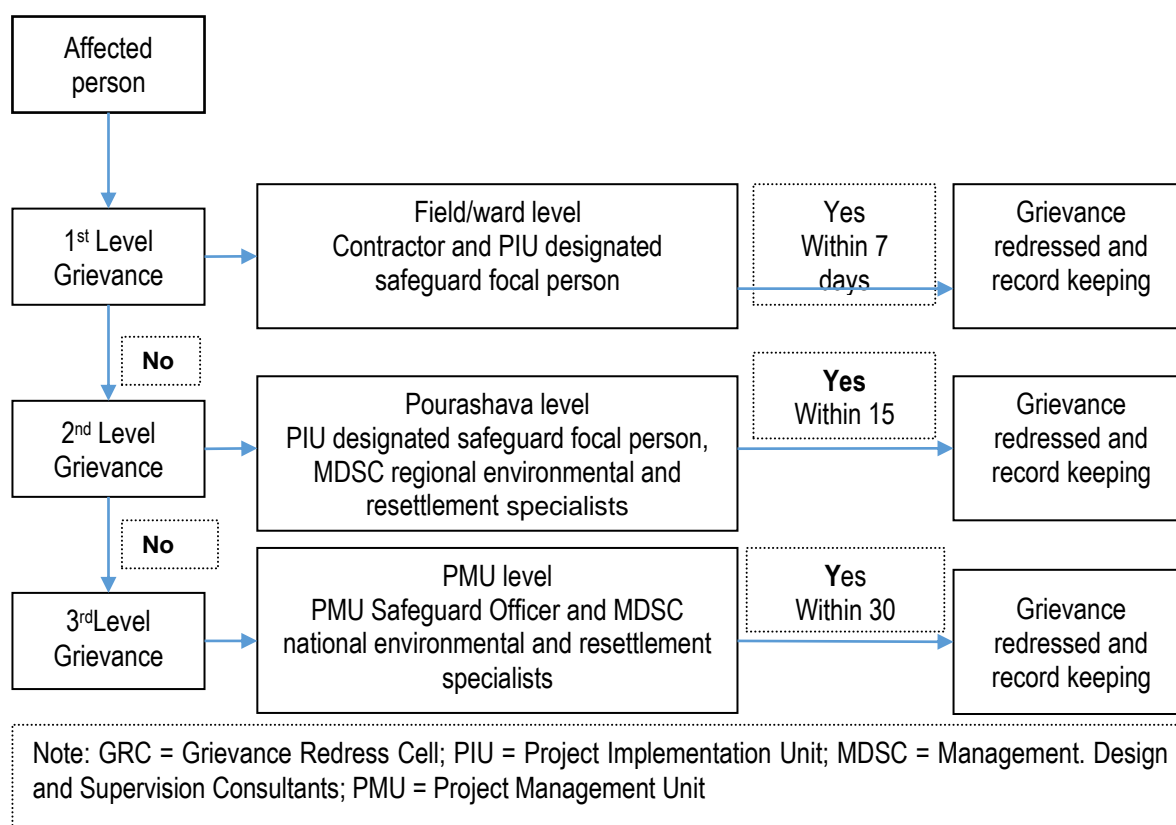 Affected
person
1st Level
Grievance
Field/ward level
Contractor and PIU designated
safeguard focal person
Yes
Within 7
days
Grievance
redressed and
record keeping
No
2nd Level
Grievance
Pourashava level
PIU designated safeguard focal person,
MDSC regional environmental and
resettlement specialists
Yes
Within 15
Grievance
redressed and
record keeping
No
3rdLevel
Grievance
PMU level
PMU Safeguard Officer and MDSC
national environmental and resettlement
specialists
Yes
Within 30
Grievance
redressed and
record keeping
Note: GRC = Grievance Redress Cell; PIU = Project Implementation Unit; MDSC = Management. Design
and Supervision Consultants; PMU = Project Management Unit